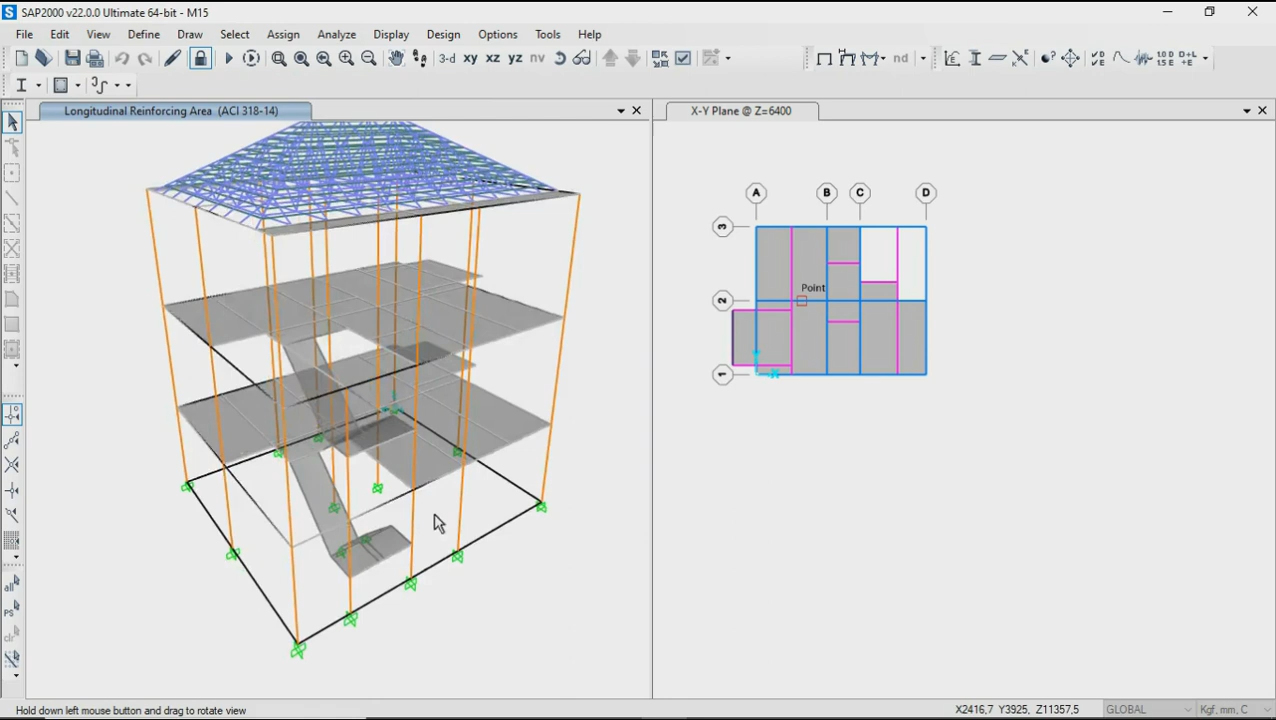 SAP2000 v22.0.0 Ultimate 64-bit - M15
File Edit View Define Draw Select Assign Analyze Display Design Options Tools Help
3-d xy xz yz nv nd
Longitudinal Reinforcing Area (ACI 318-14)
X-Y Plane @ Z=6400
A B C D
3
Point
2
1
X
all
PS
clr
Hold down left mouse button and drag to rotate view
X2416,7 Y3925, Z11357,5
GLOBAL
Kgf, mm, C